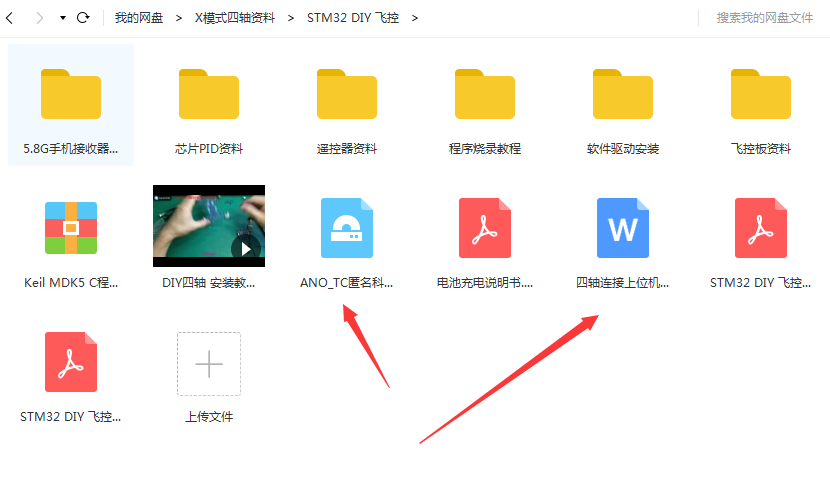 我的网盘 > X模式四轴资料 > STM32 DIY 飞控 >
搜索我的网盘文件
5.8G手机接收器...
芯片PID资料
遥控器资料
程序烧录教程
软件驱动安装
飞控板资料
Keil MDK5 C程...
DIY四轴 安装教...
ANO_TC匿名科...
电池充电说明书....
W
四轴连接上位机...
STM32 DIY 飞控...
STM32 DIY 飞控...
上传文件